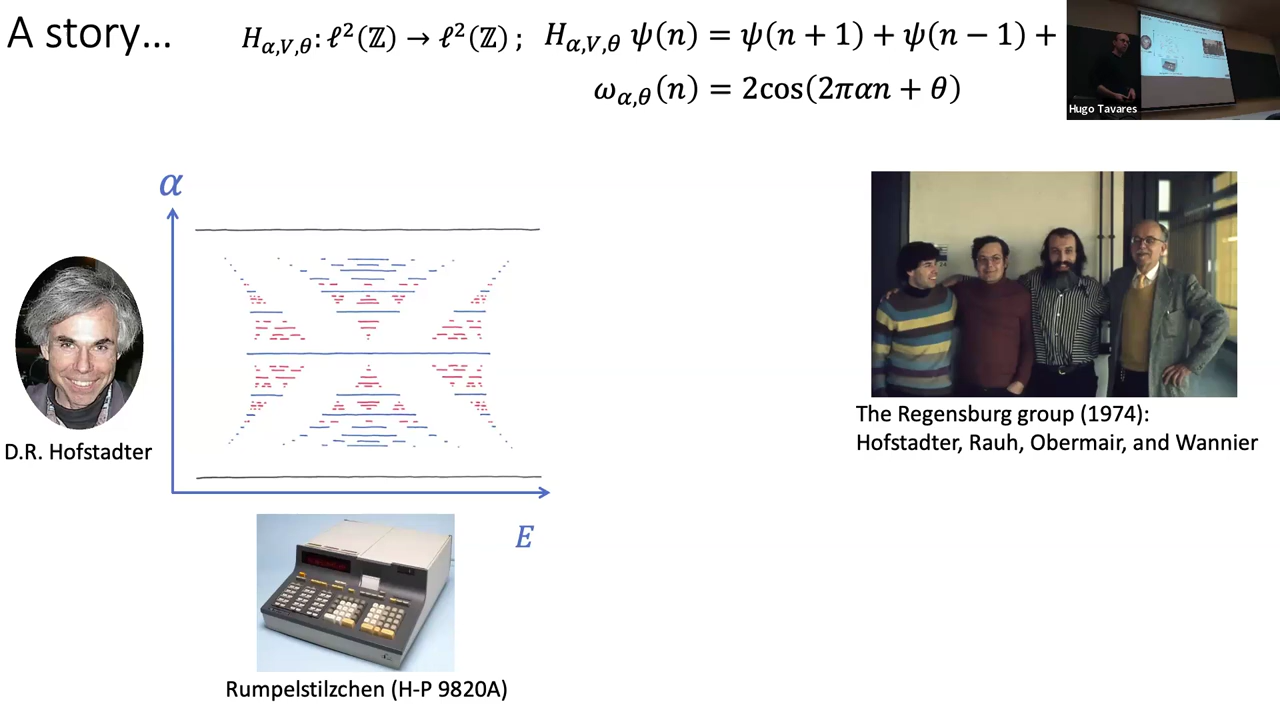 A story...
H_{α,V,θ}: ℓ²(ℤ) → ℓ²(ℤ) ; H_{α,V,θ} ψ(n) = ψ(n + 1) + ψ(n − 1) +
ω_{α,θ}(n) = 2cos(2παn + θ)
Hugo Tavares
α
D.R. Hofstadter
The Regensburg group (1974):
Hofstadter, Rauh, Obermair, and Wannier
E
Rumpelstilzchen (H-P 9820A)